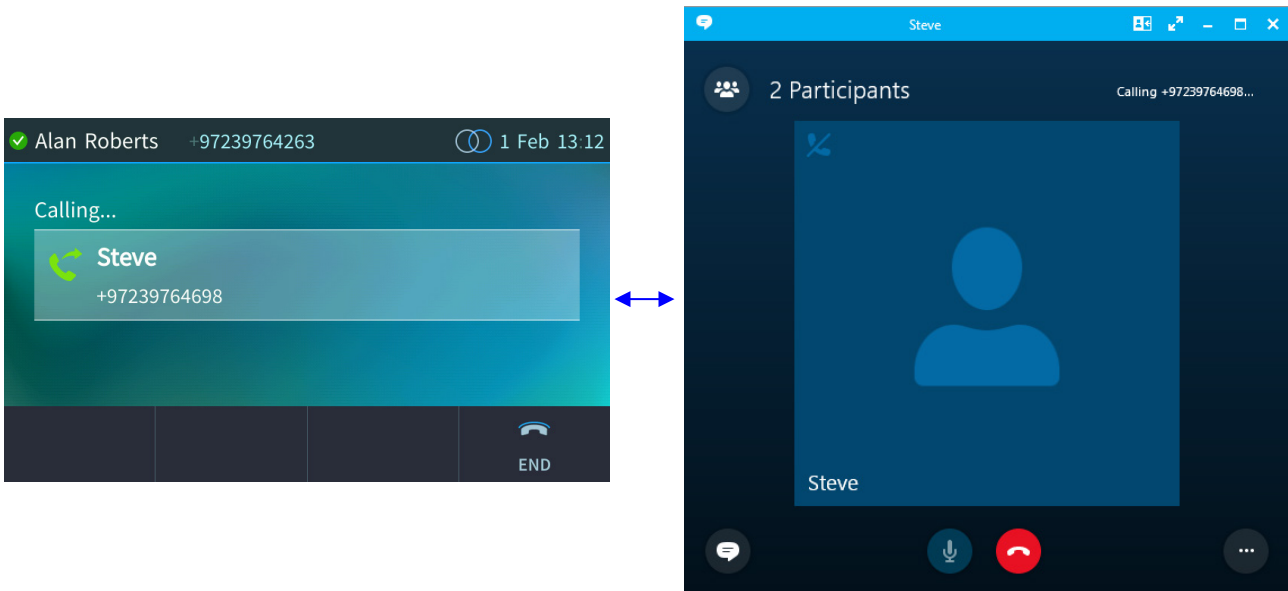 Alan Roberts +97239764263 1 Feb 13:12
Calling...
Steve
+97239764698
END
Steve
2 Participants Calling +97239764698...
Steve